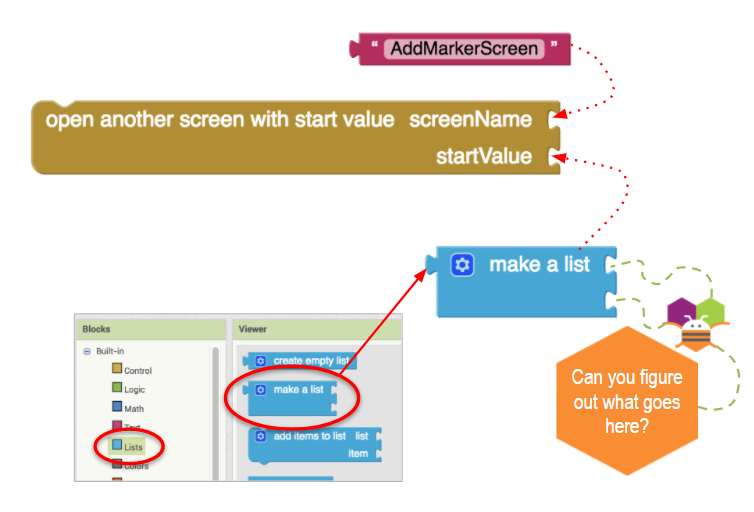 " AddMarkerScreen "
open another screen with start value screenName
startValue
make a list
Blocks
Viewer
Built-in
Control
Logic
Math
Text
Lists
Colors
create empty list
make a list
add items to list list
item
Can you figure
out what goes
here?